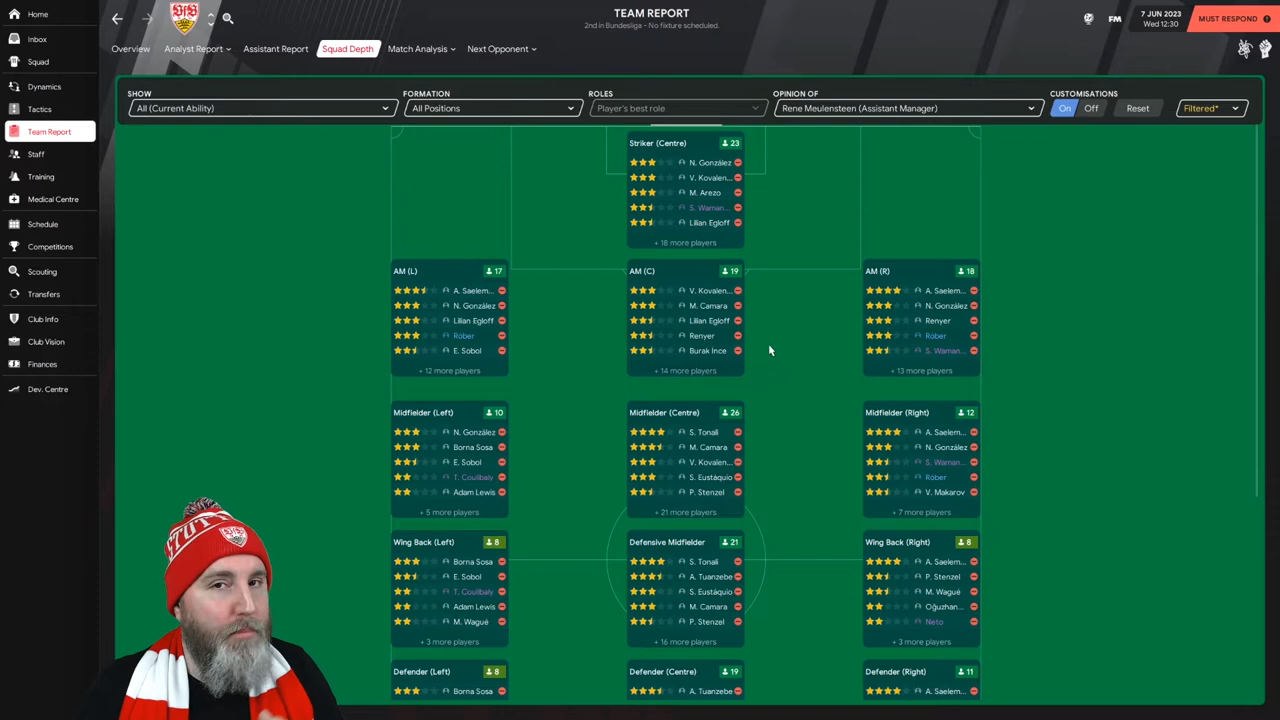 Home
Inbox
Squad
Dynamics
Tactics
Team Report
Staff
Training
Medical Centre
Schedule
Competitions
Scouting
Transfers
Club Info
Club Vision
Finances
Dev. Centre
TEAM REPORT
2nd in Bundesliga - No fixture scheduled.
FM
7 JUN 2023
Wed 12:30
MUST RESPOND
Overview
Analyst Report
Assistant Report
Squad Depth
Match Analysis
Next Opponent
SHOW
All (Current Ability)
FORMATION
All Positions
ROLES
Player's best role
OPINION OF
Rene Meulensteen (Assistant Manager)
CUSTOMISATIONS
On Off
Reset
Filtered*
Striker (Centre) 23
N. González
V. Kovalen...
M. Arezo
S. Waman...
Lilian Egloff
+ 18 more players
AM (L) 17
A. Saelem...
N. González
Lilian Egloff
Róber
E. Sobol
+ 12 more players
AM (C) 19
V. Kovalen...
M. Camara
Lilian Egloff
Renyer
Burak İnce
+ 14 more players
AM (R) 18
A. Saelem...
N. González
Renyer
Róber
S. Waman...
+ 13 more players
Midfielder (Left) 10
N. González
Borna Sosa
E. Sobol
T. Coulibaly
Adam Lewis
+ 5 more players
Midfielder (Centre) 26
S. Tonali
M. Camara
V. Kovalen...
S. Eustáquio
P. Stenzel
+ 21 more players
Midfielder (Right) 12
A. Saelem...
N. González
S. Waman...
Róber
V. Makarov
+ 7 more players
Wing Back (Left) 8
Borna Sosa
E. Sobol
T. Coulibaly
Adam Lewis
M. Wagué
+ 3 more players
Defensive Midfielder 21
S. Tonali
A. Tuanzebe
S. Eustáquio
M. Camara
P. Stenzel
+ 16 more players
Wing Back (Right) 8
A. Saelem...
P. Stenzel
M. Wagué
Oğuzhan...
Neto
+ 3 more players
Defender (Left) 8
Borna Sosa
Defender (Centre) 19
A. Tuanzebe
Defender (Right) 11
A. Saelem...